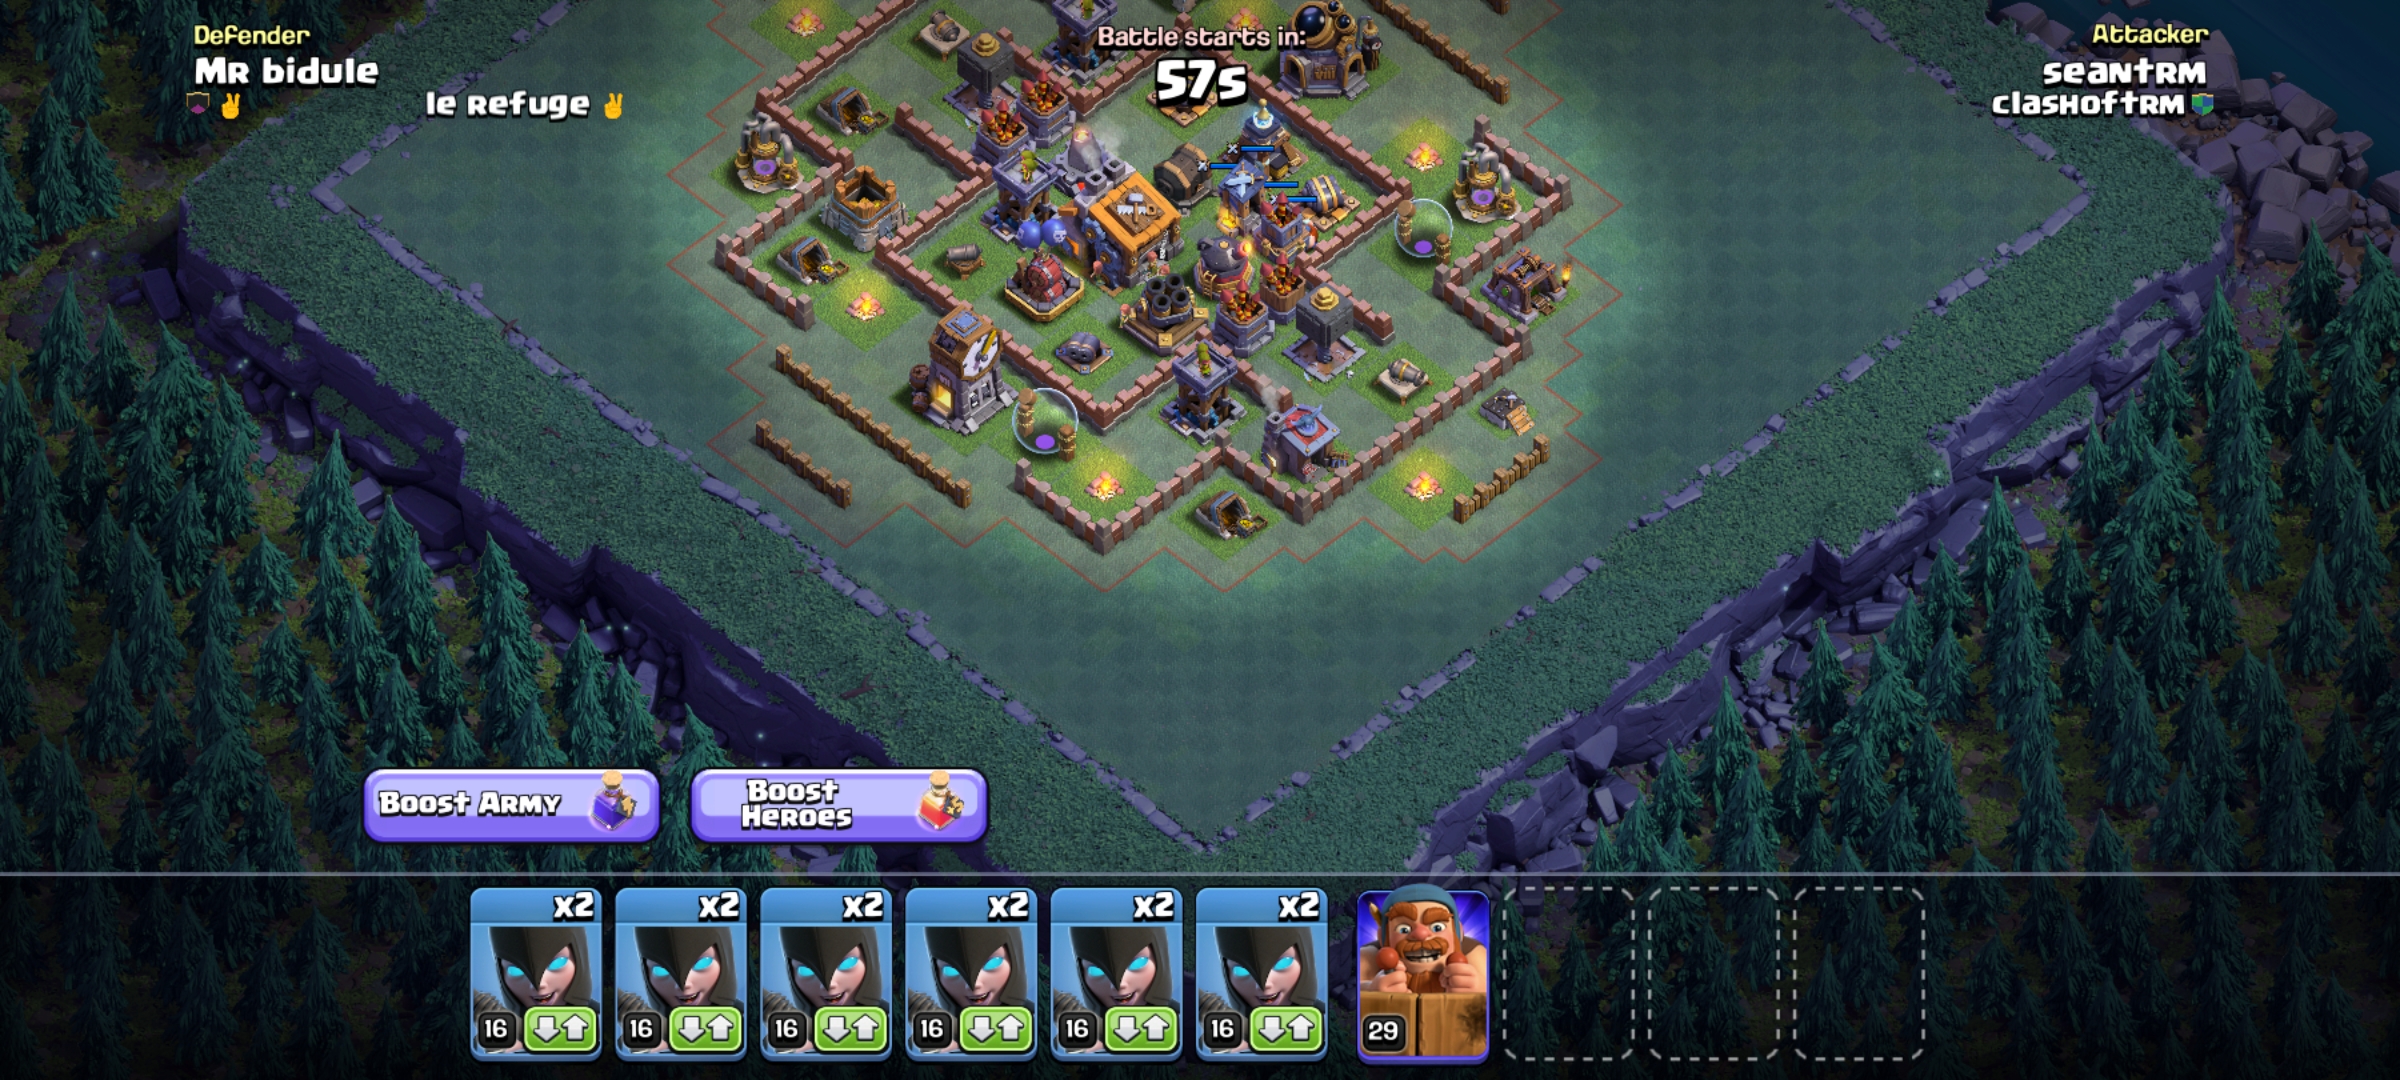 Defender
Mr bidule
✌️
le refuge ✌️
Battle starts in:
57s
Attacker
seantrm
clashoftrm
Boost Army
Boost Heroes
x2
x2
x2
x2
x2
x2
16
16
16
16
16
16
29